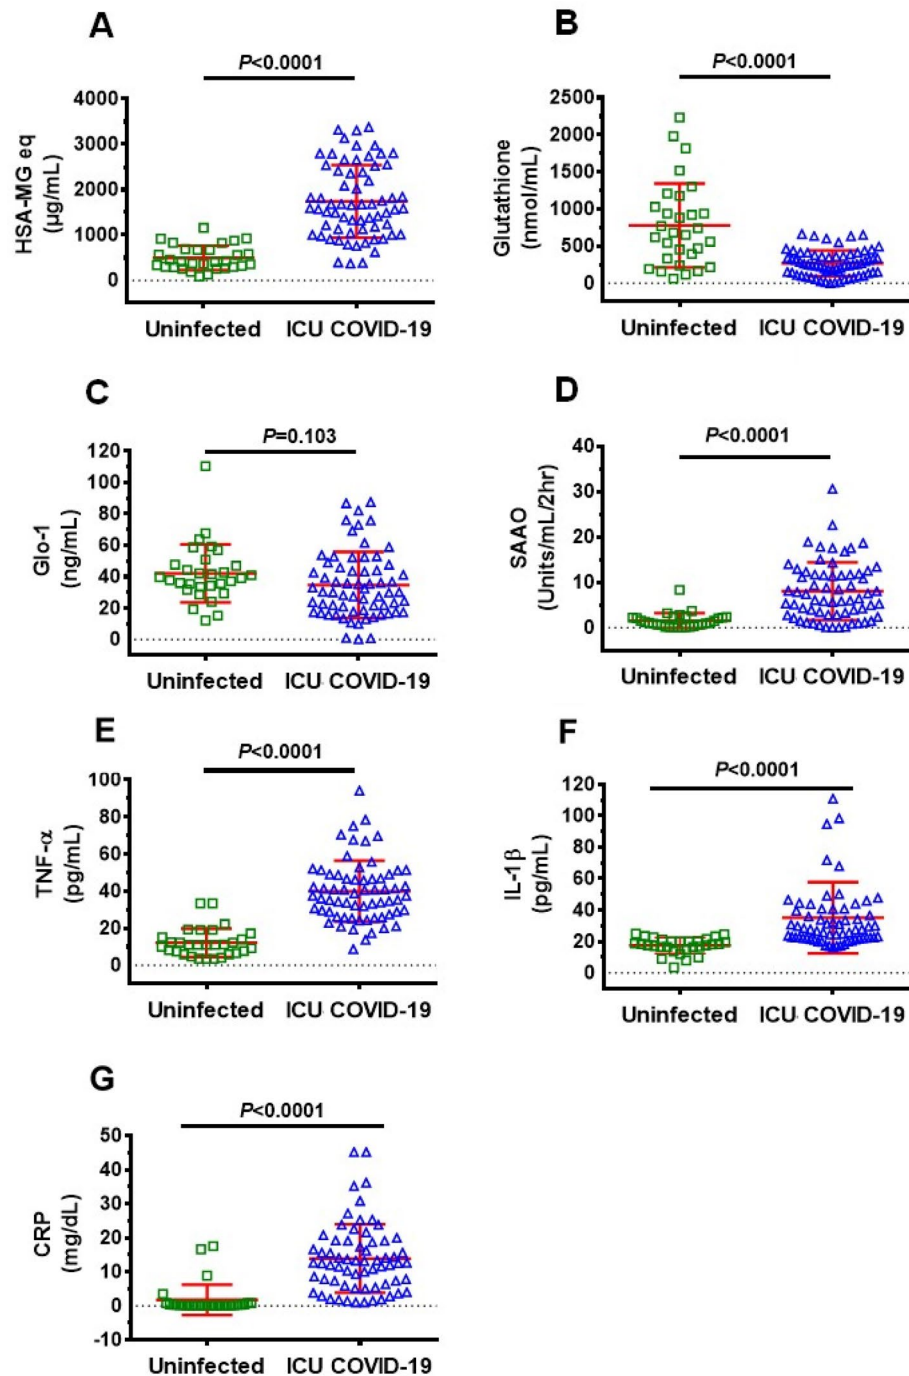 A
P<0.0001
HSA-MG eq
(µg/mL)
4000
3000
2000
1000
0
Uninfected
ICU COVID-19
B
P<0.0001
Glutathione
(nmol/mL)
2500
2000
1500
1000
500
0
Uninfected
ICU COVID-19
C
P=0.103
Glo-1
(ng/mL)
120
100
80
60
40
20
0
Uninfected
ICU COVID-19
D
P<0.0001
SAAO
(Units/mL/2hr)
40
30
20
10
0
Uninfected
ICU COVID-19
E
P<0.0001
TNF-α
(pg/mL)
100
80
60
40
20
0
Uninfected
ICU COVID-19
F
P<0.0001
IL-1β
(pg/mL)
120
100
80
60
40
20
0
Uninfected
ICU COVID-19
G
P<0.0001
CRP
(mg/dL)
50
40
30
20
10
0
-10
Uninfected
ICU COVID-19